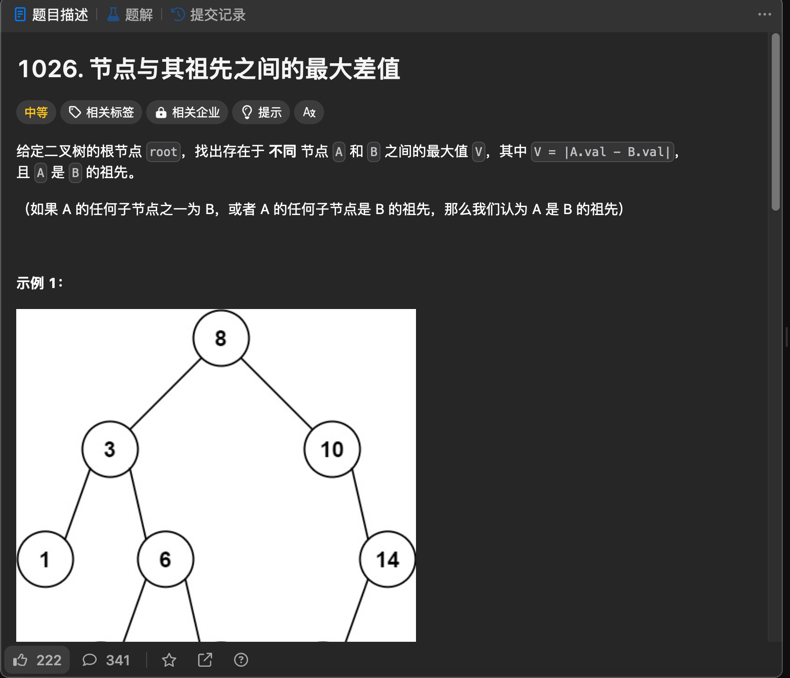 题目描述 题解 提交记录
1026. 节点与其祖先之间的最大差值
中等 相关标签 相关企业 提示
给定二叉树的根节点 root，找出存在于 不同 节点 A 和 B 之间的最大值 V，其中 V = |A.val - B.val|，
且 A 是 B 的祖先。
（如果 A 的任何子节点之一为 B，或者 A 的任何子节点是 B 的祖先，那么我们认为 A 是 B 的祖先）
示例 1：
8
3 10
1 6 14
222 341